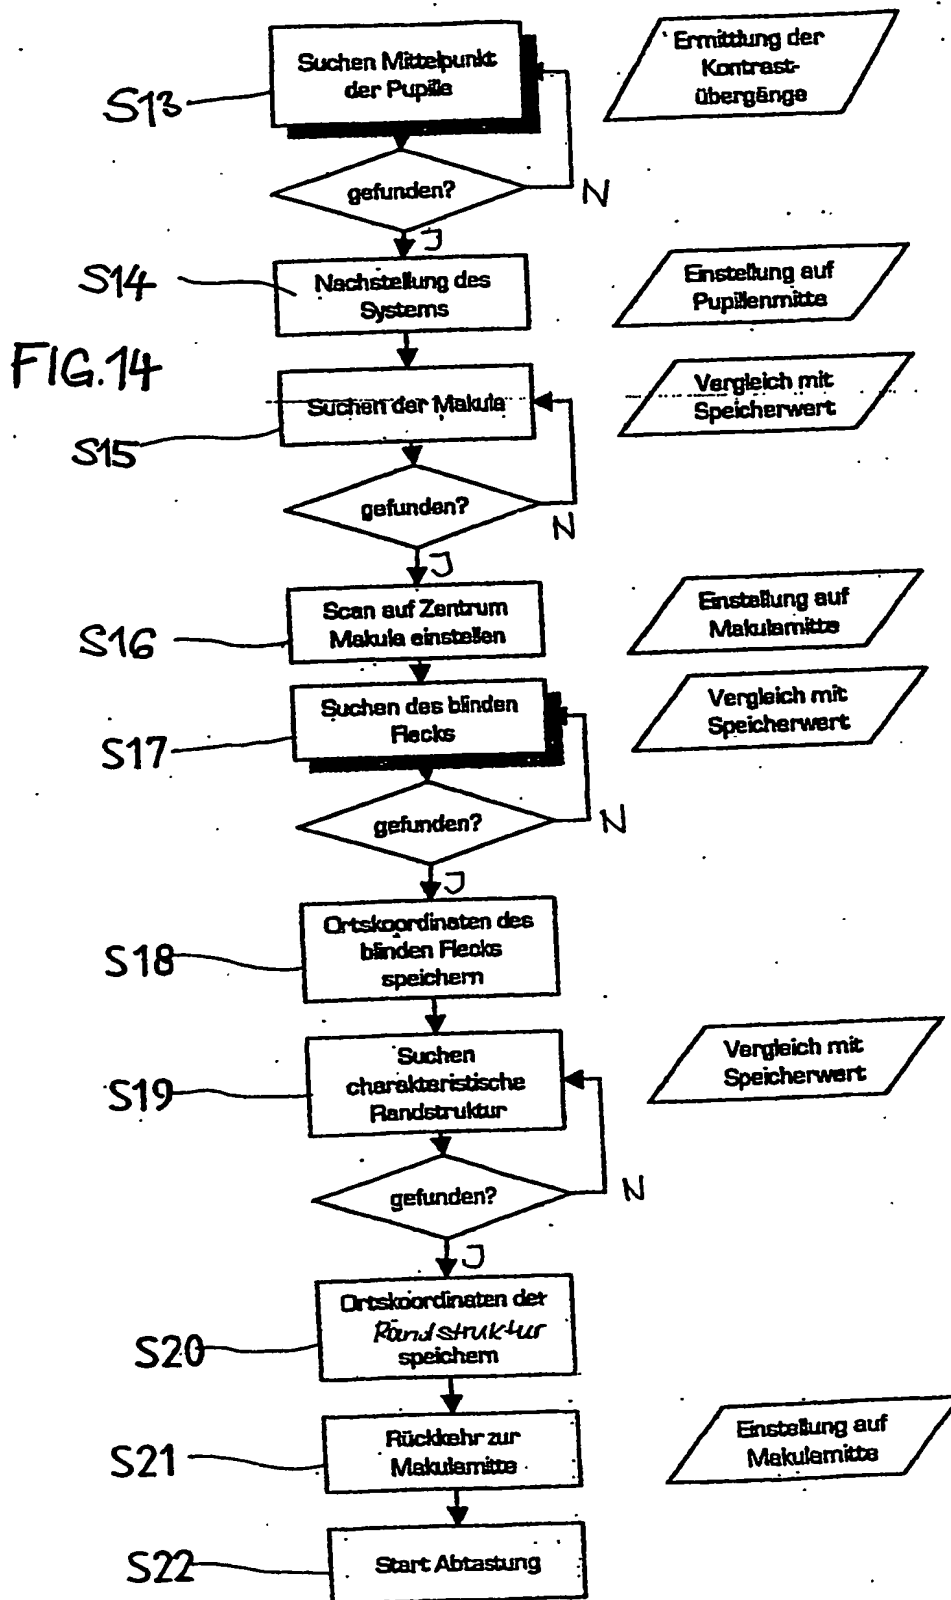 Suchen Mittelpunkt
der Pupille
Ermittlung der
Kontrast-
übergänge
S13
gefunden?
N
J
S14
Nachstellung des
Systems
Einstellung auf
Pupillenmitte
FIG.14
Suchen der Makula
Vergleich mit
Speicherwert
S15
gefunden?
N
J
S16
Scan auf Zentrum
Makula einstellen
Einstellung auf
Makulamitte
S17
Suchen des blinden
Flecks
Vergleich mit
Speicherwert
gefunden?
N
J
S18
Ortskoordinaten des
blinden Flecks
speichern
S19
Suchen
charakteristische
Randstruktur
Vergleich mit
Speicherwert
gefunden?
N
J
S20
Ortskoordinaten der
Randstruktur
speichern
S21
Rückkehr zur
Makulamitte
Einstellung auf
Makulamitte
S22
Start Abtastung